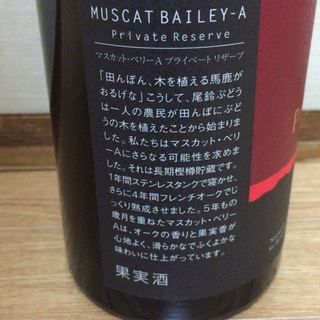 MUSCAT BAILEY-A
Private Reserve
マスカット・ベリーA プライベートリザーブ
「田んぼん、木を植える馬鹿が
おるげな」こうして、尾鈴ぶどう
は一人の農民が田んぼにぶど
うの木を植えたことから始まりま
した。私たちはマスカット・ベリ
ーAにさらなる可能性を求めま
した。それは長期樫樽貯蔵です。
1年間ステンレスタンクで寝かせ、
さらに4年間フレンチオークでじ
っくり熟成させました。5年もの
歳月を重ねたマスカット・ベリー
Aは、オークの香りと果実香が
心地よく、滑らかなでふくよかな
味わいに仕上がっています。
果実酒